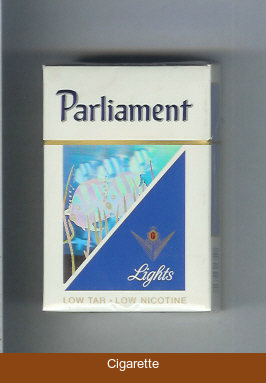 Parliament
Lights
LOW TAR · LOW NICOTINE
Cigarette